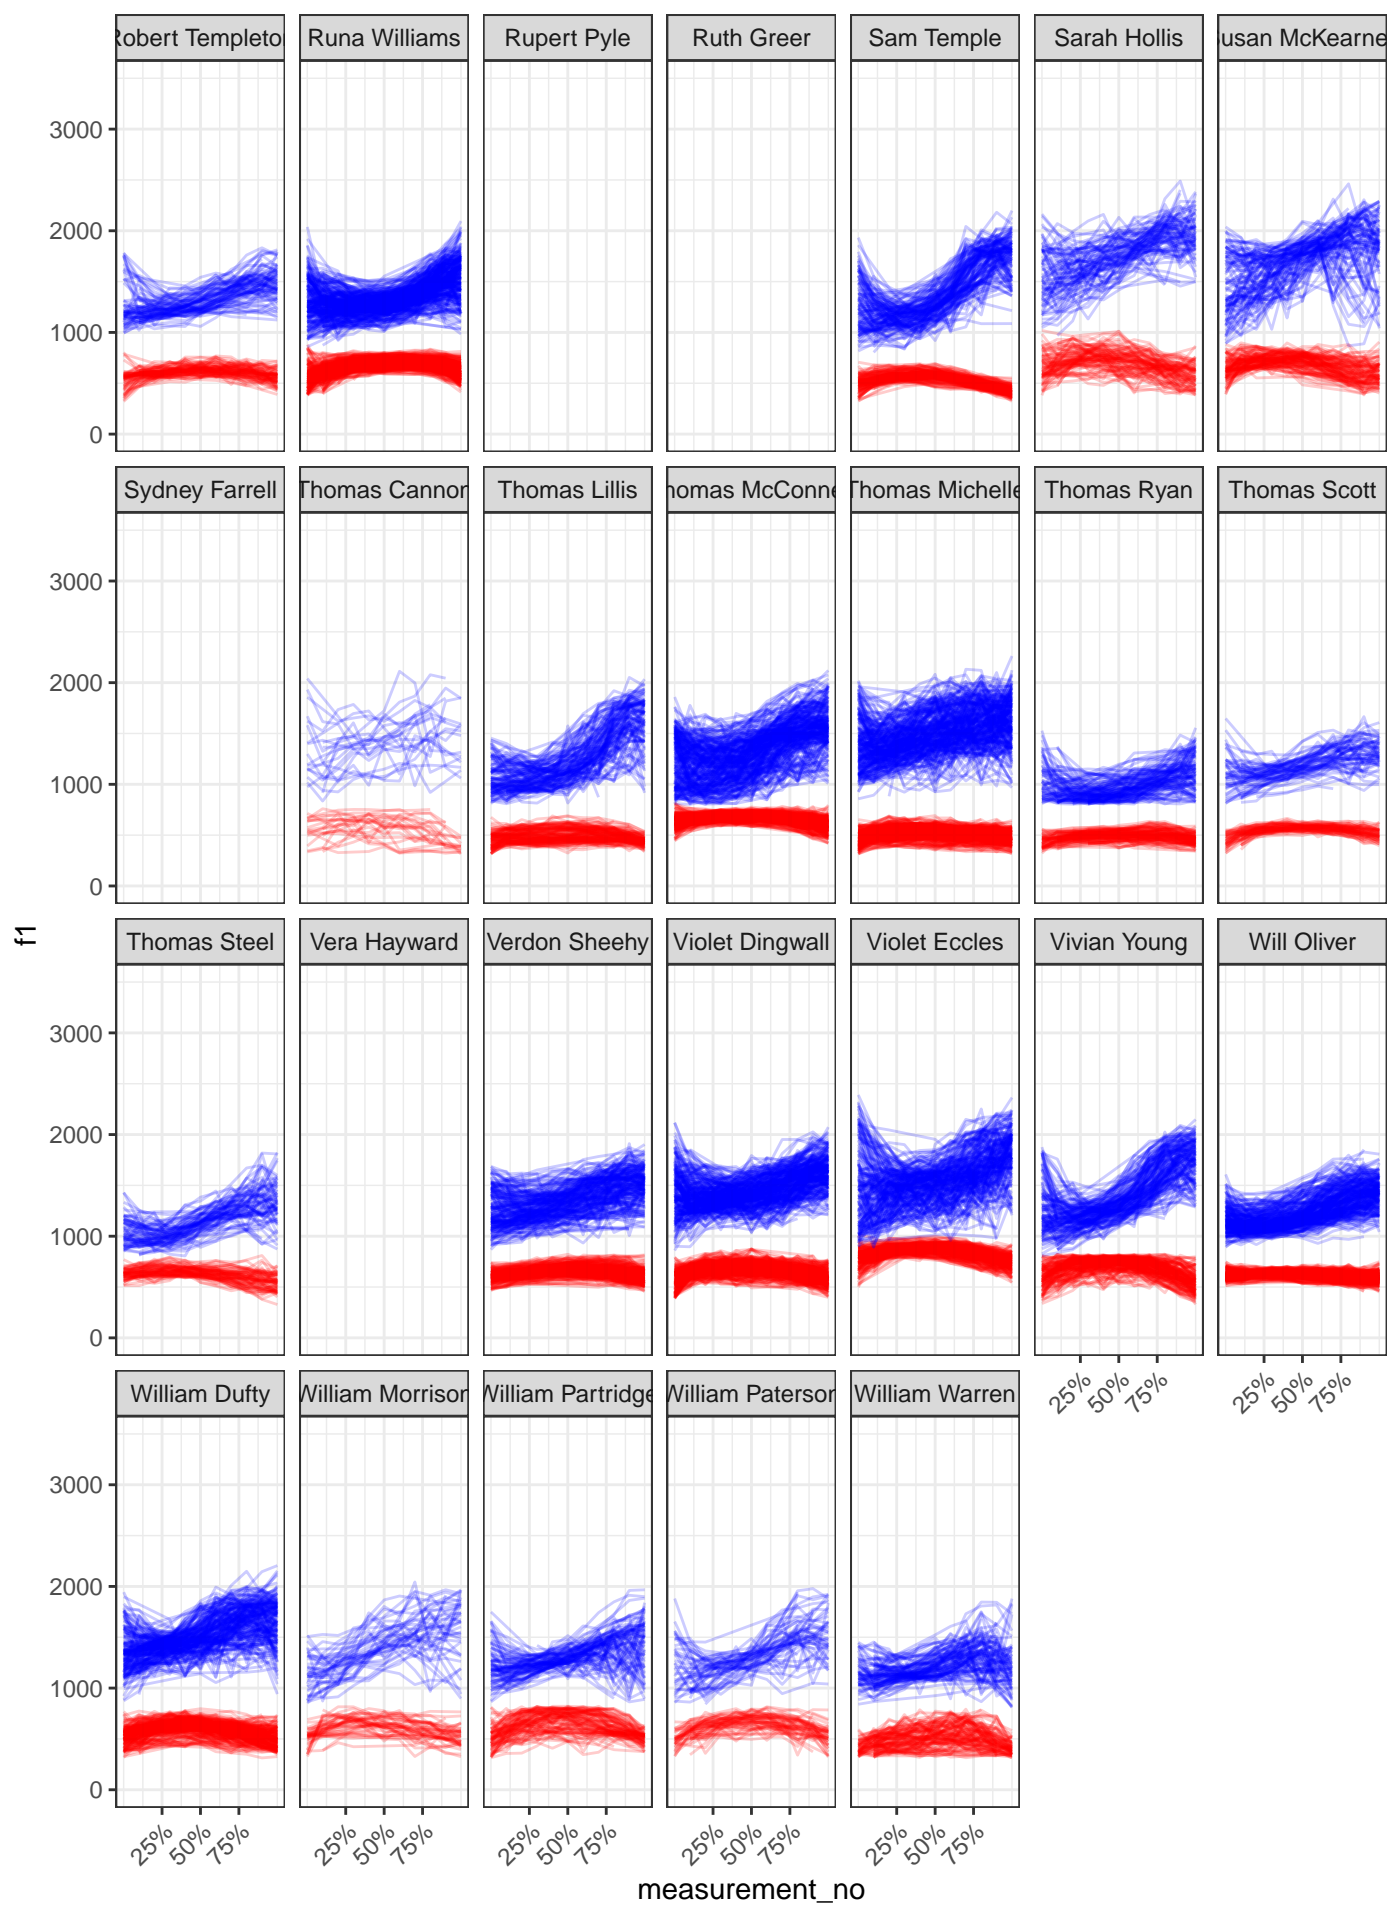 Robert Templeton Runa Williams Rupert Pyle Ruth Greer Sam Temple Sarah Hollis usan McKearne
3000
2000
1000
0
Sydney Farrell Thomas Cannon Thomas Lillis homas McConne Thomas Michelle Thomas Ryan Thomas Scott
3000
2000
1000
0
f1
Thomas Steel Vera Hayward Verdon Sheehy Violet Dingwall Violet Eccles Vivian Young Will Oliver
3000
2000
1000
0
25% 50% 75% 25% 50% 75%
William Dufty William Morrison William Partridge William Paterson William Warren
3000
2000
1000
0
25% 50% 75% 25% 50% 75% 25% 50% 75% 25% 50% 75% 25% 50% 75%
measurement_no